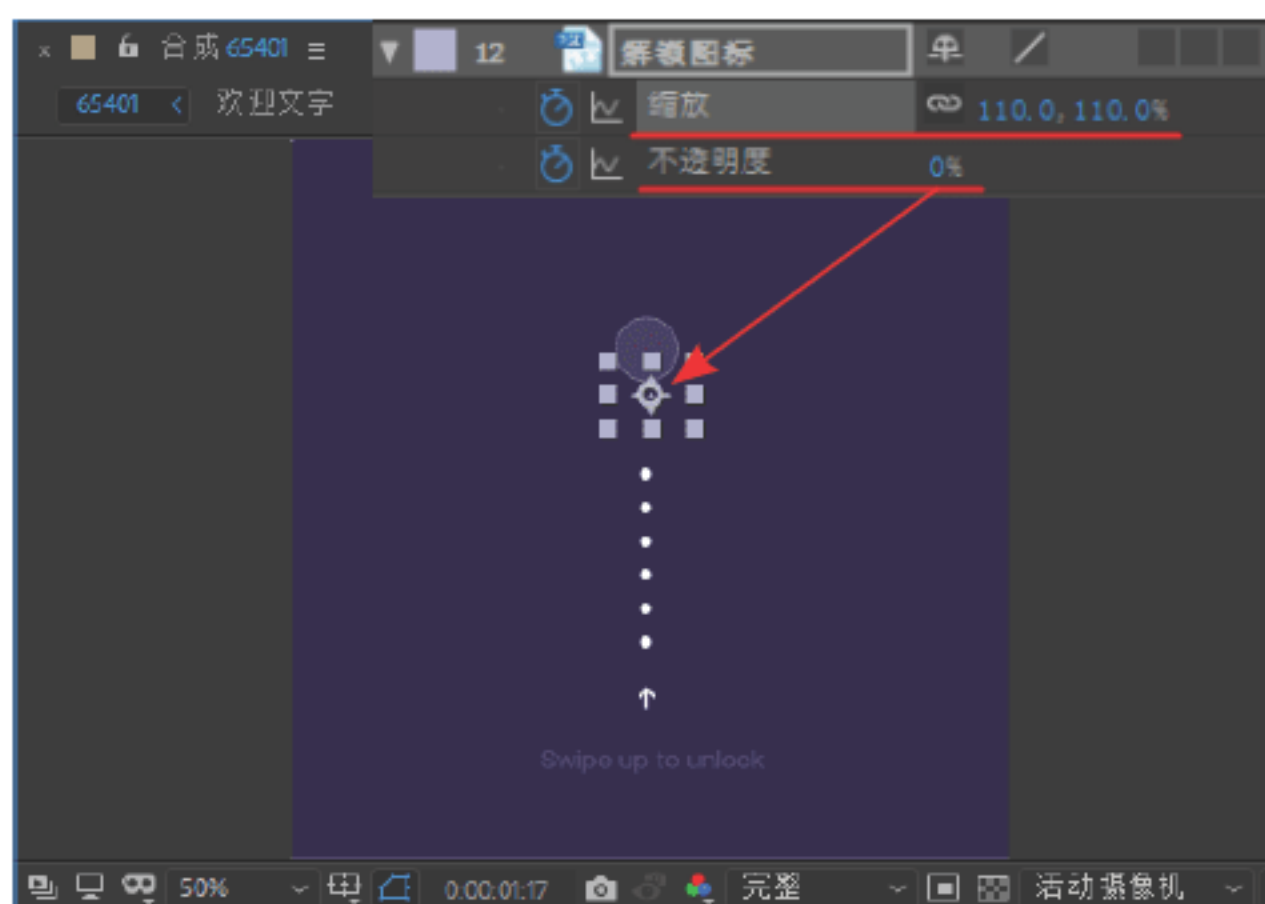 合成 65401
12 解锁图标
65401 欢迎文字
缩放 110.0, 110.0%
不透明度 0%
Swipe up to unlock
50% 0:00:01:17 完整 活动摄像机